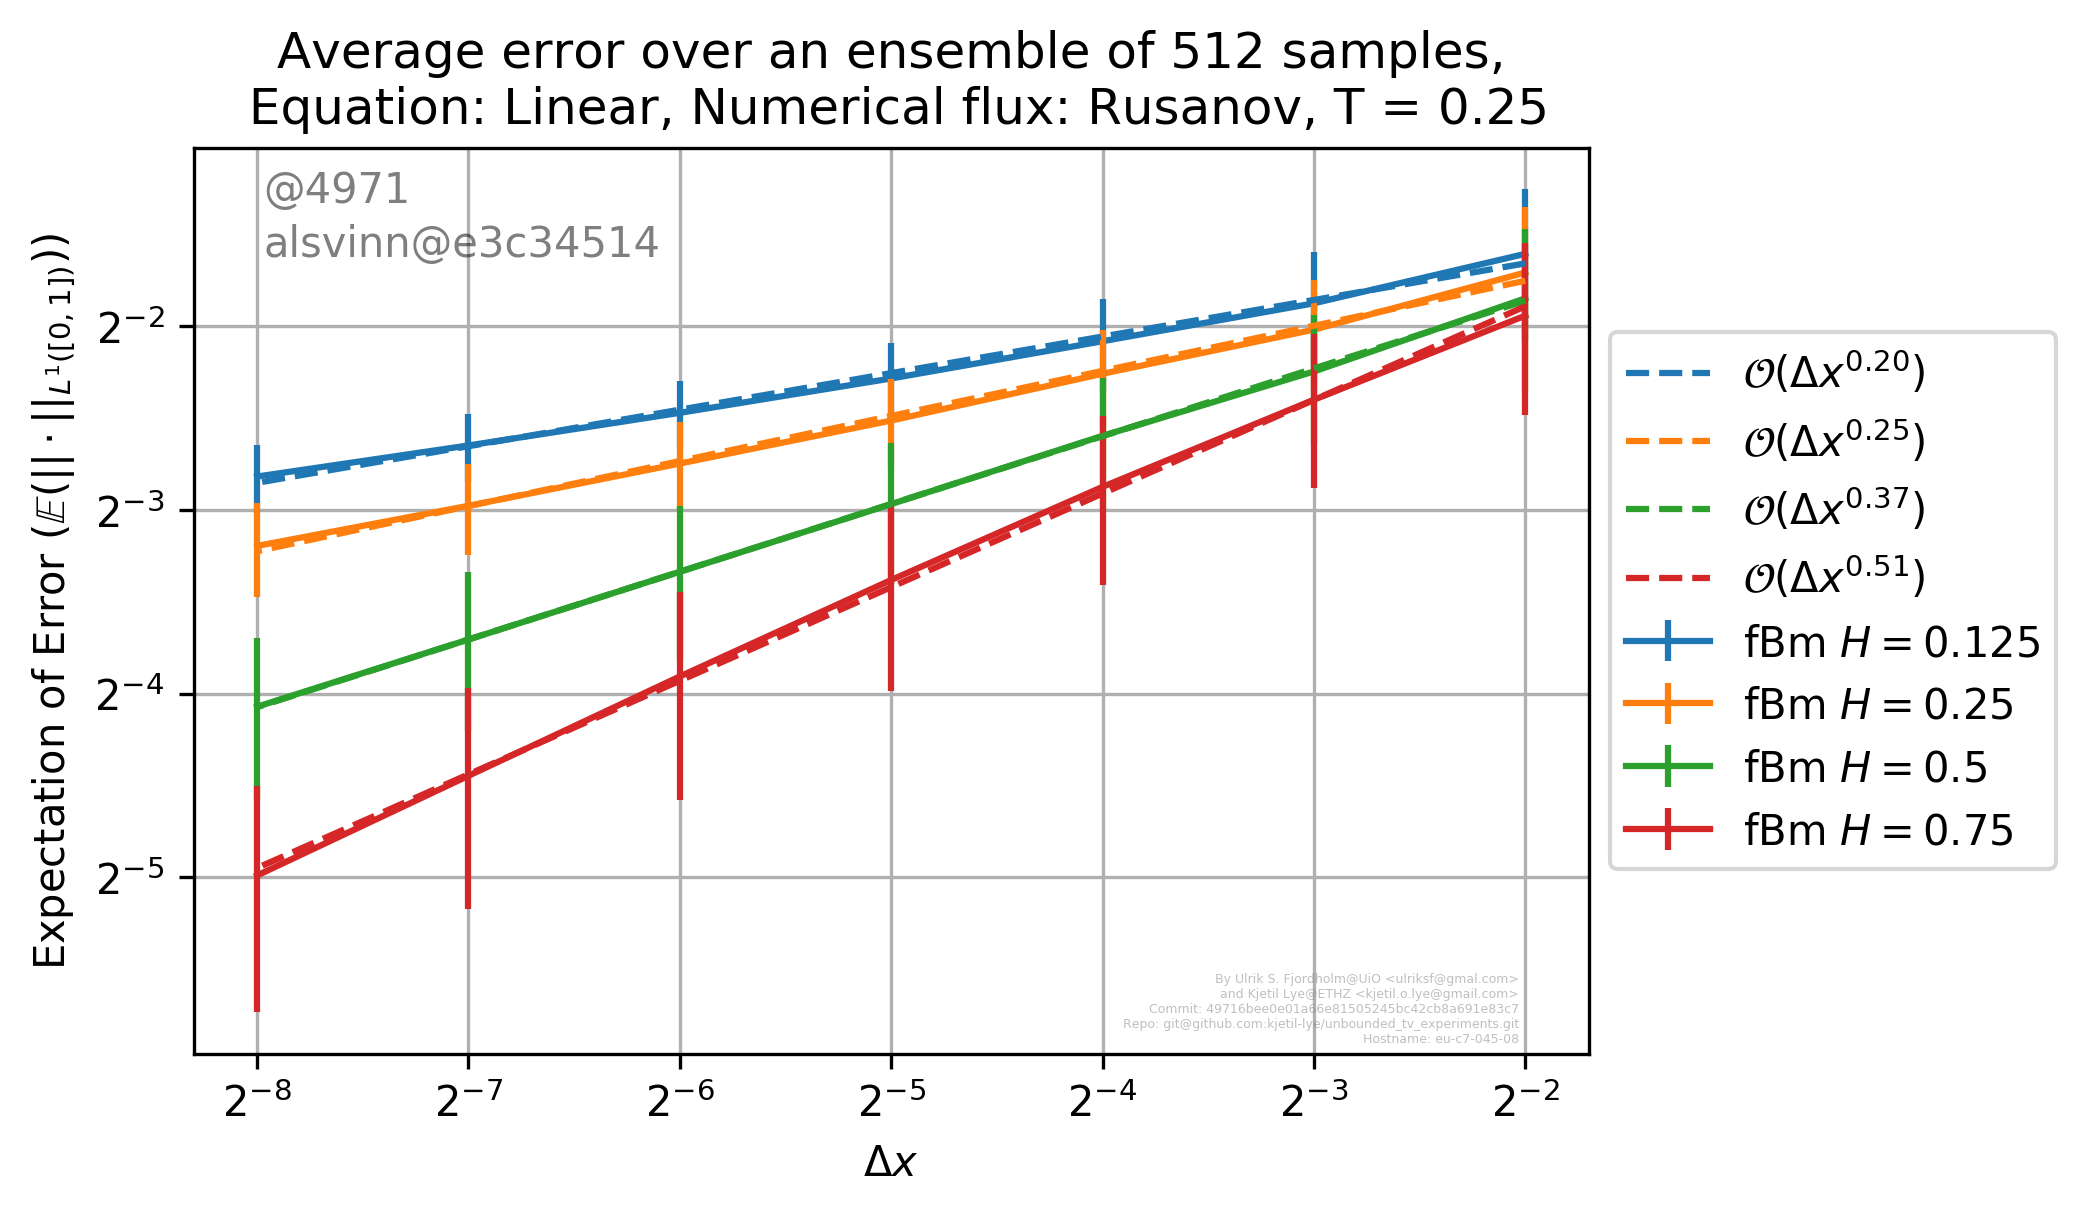 Average error over an ensemble of 512 samples,
Equation: Linear, Numerical flux: Rusanov, T = 0.25
@4971
alsvinn@e3c34514
Expectation of Error (𝔼(|| · ||_{L^1([0,1])}))
2^{-2}
2^{-3}
2^{-4}
2^{-5}
𝒪(Δx^{0.20})
𝒪(Δx^{0.25})
𝒪(Δx^{0.37})
𝒪(Δx^{0.51})
fBm H = 0.125
fBm H = 0.25
fBm H = 0.5
fBm H = 0.75
By Ulrik S. Fjordholm@UiO <ulriksf@gmal.com>
and Kjetil Lye@ETHZ <kjetil.o.lye@gmail.com>
Commit: 49716bee0e01a66e81505245bc42cb8a691e83c7
Repo: git@github.com:kjetil-lye/unbounded_tv_experiments.git
Hostname: eu-c7-045-08
2^{-8} 2^{-7} 2^{-6} 2^{-5} 2^{-4} 2^{-3} 2^{-2}
Δx